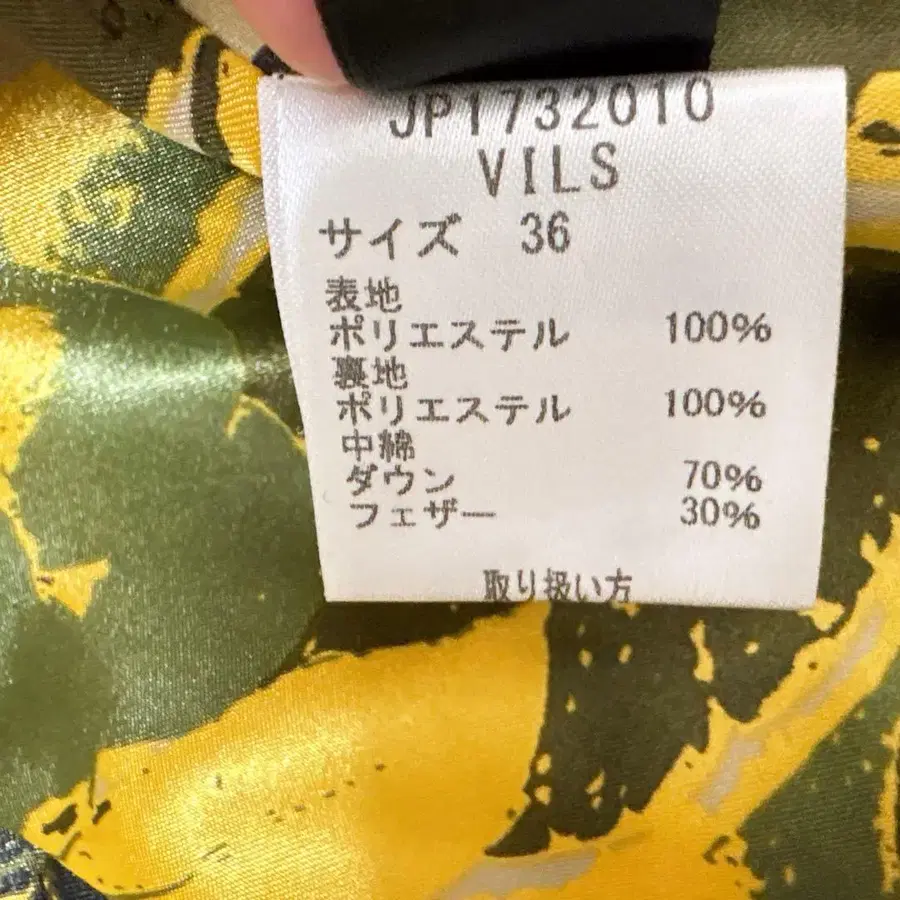 JP1732010
VILS
サイズ 36
表地
ポリエステル 100%
裏地
ポリエステル 100%
中綿
ダウン 70%
フェザー 30%
取り扱い方